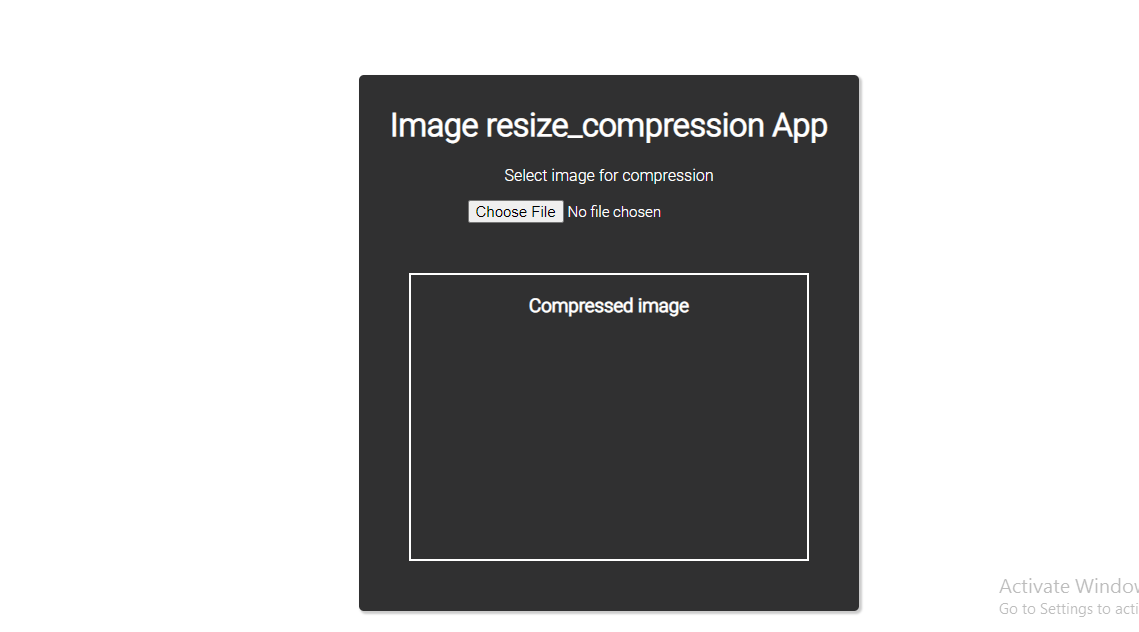 Image resize_compression App
Select image for compression
Choose File No file chosen
Compressed image
Activate Window
Go to Settings to acti